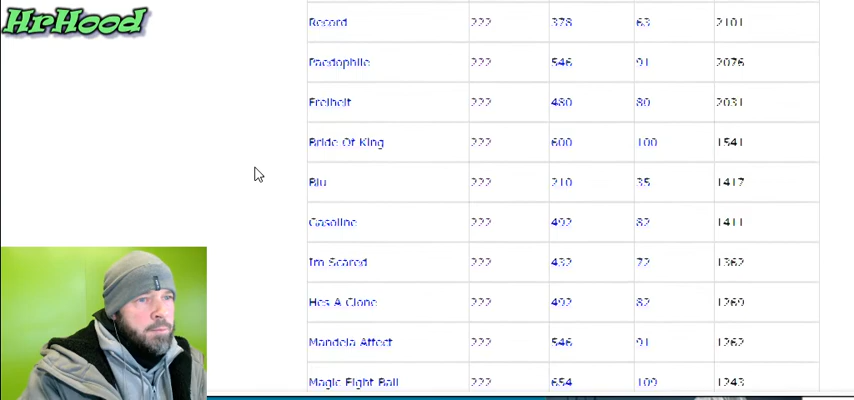 HrHood
Record 222 378 63 2101
Paedophile 222 546 91 2076
Freiheit 222 480 80 2031
Bride Of King 222 600 100 1541
Blu 222 210 35 1417
Gasoline 222 492 82 1411
Im Scared 222 432 72 1362
Hes A Clone 222 492 82 1269
Mandela Affect 222 546 91 1262
Magic Eight Ball 222 654 109 1243